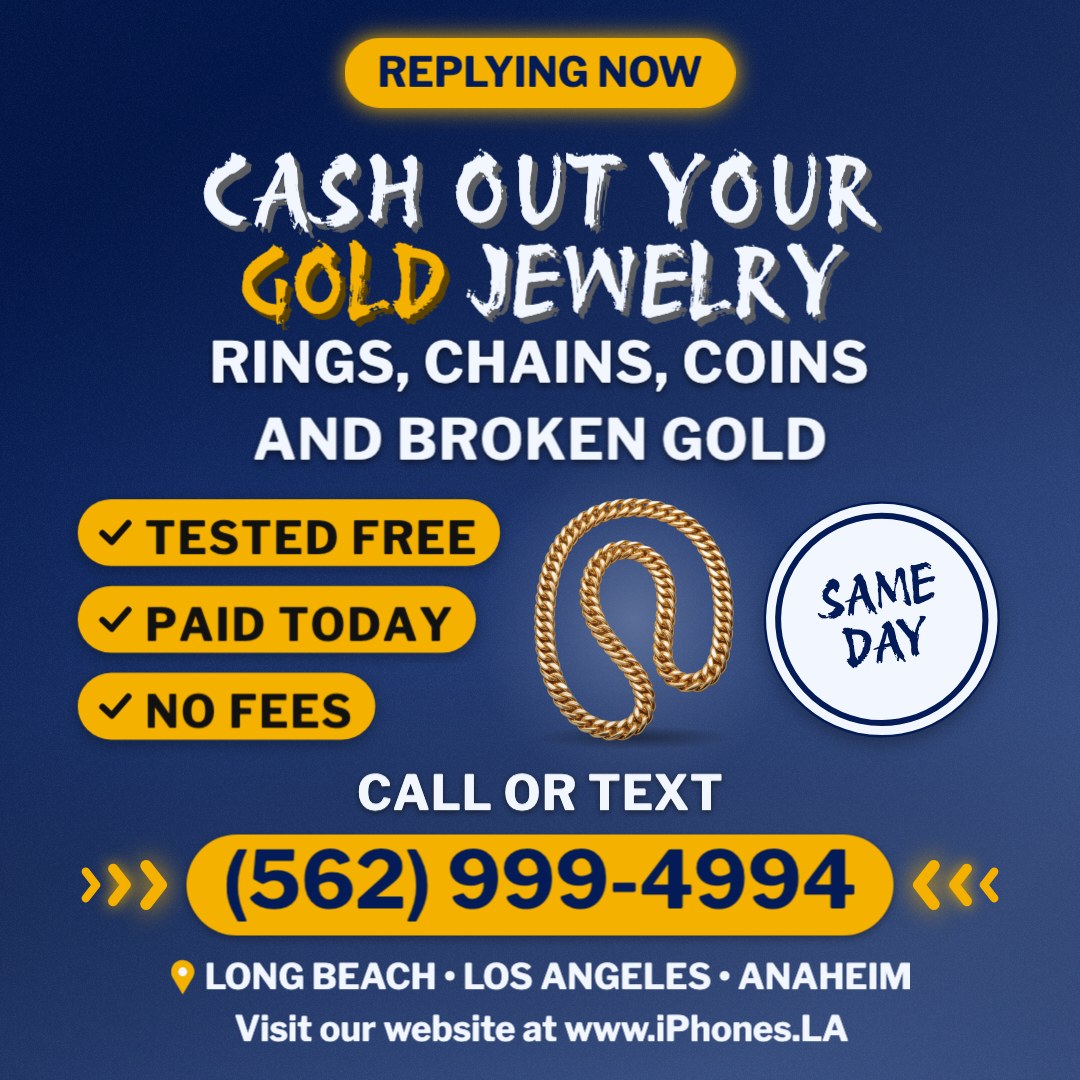 REPLYING NOW
CASH OUT YOUR
GOLD JEWELRY
RINGS, CHAINS, COINS
AND BROKEN GOLD
✓ TESTED FREE
✓ PAID TODAY
✓ NO FEES
SAME
DAY
CALL OR TEXT
(562) 999-4994
LONG BEACH • LOS ANGELES • ANAHEIM
Visit our website at www.iPhones.LA